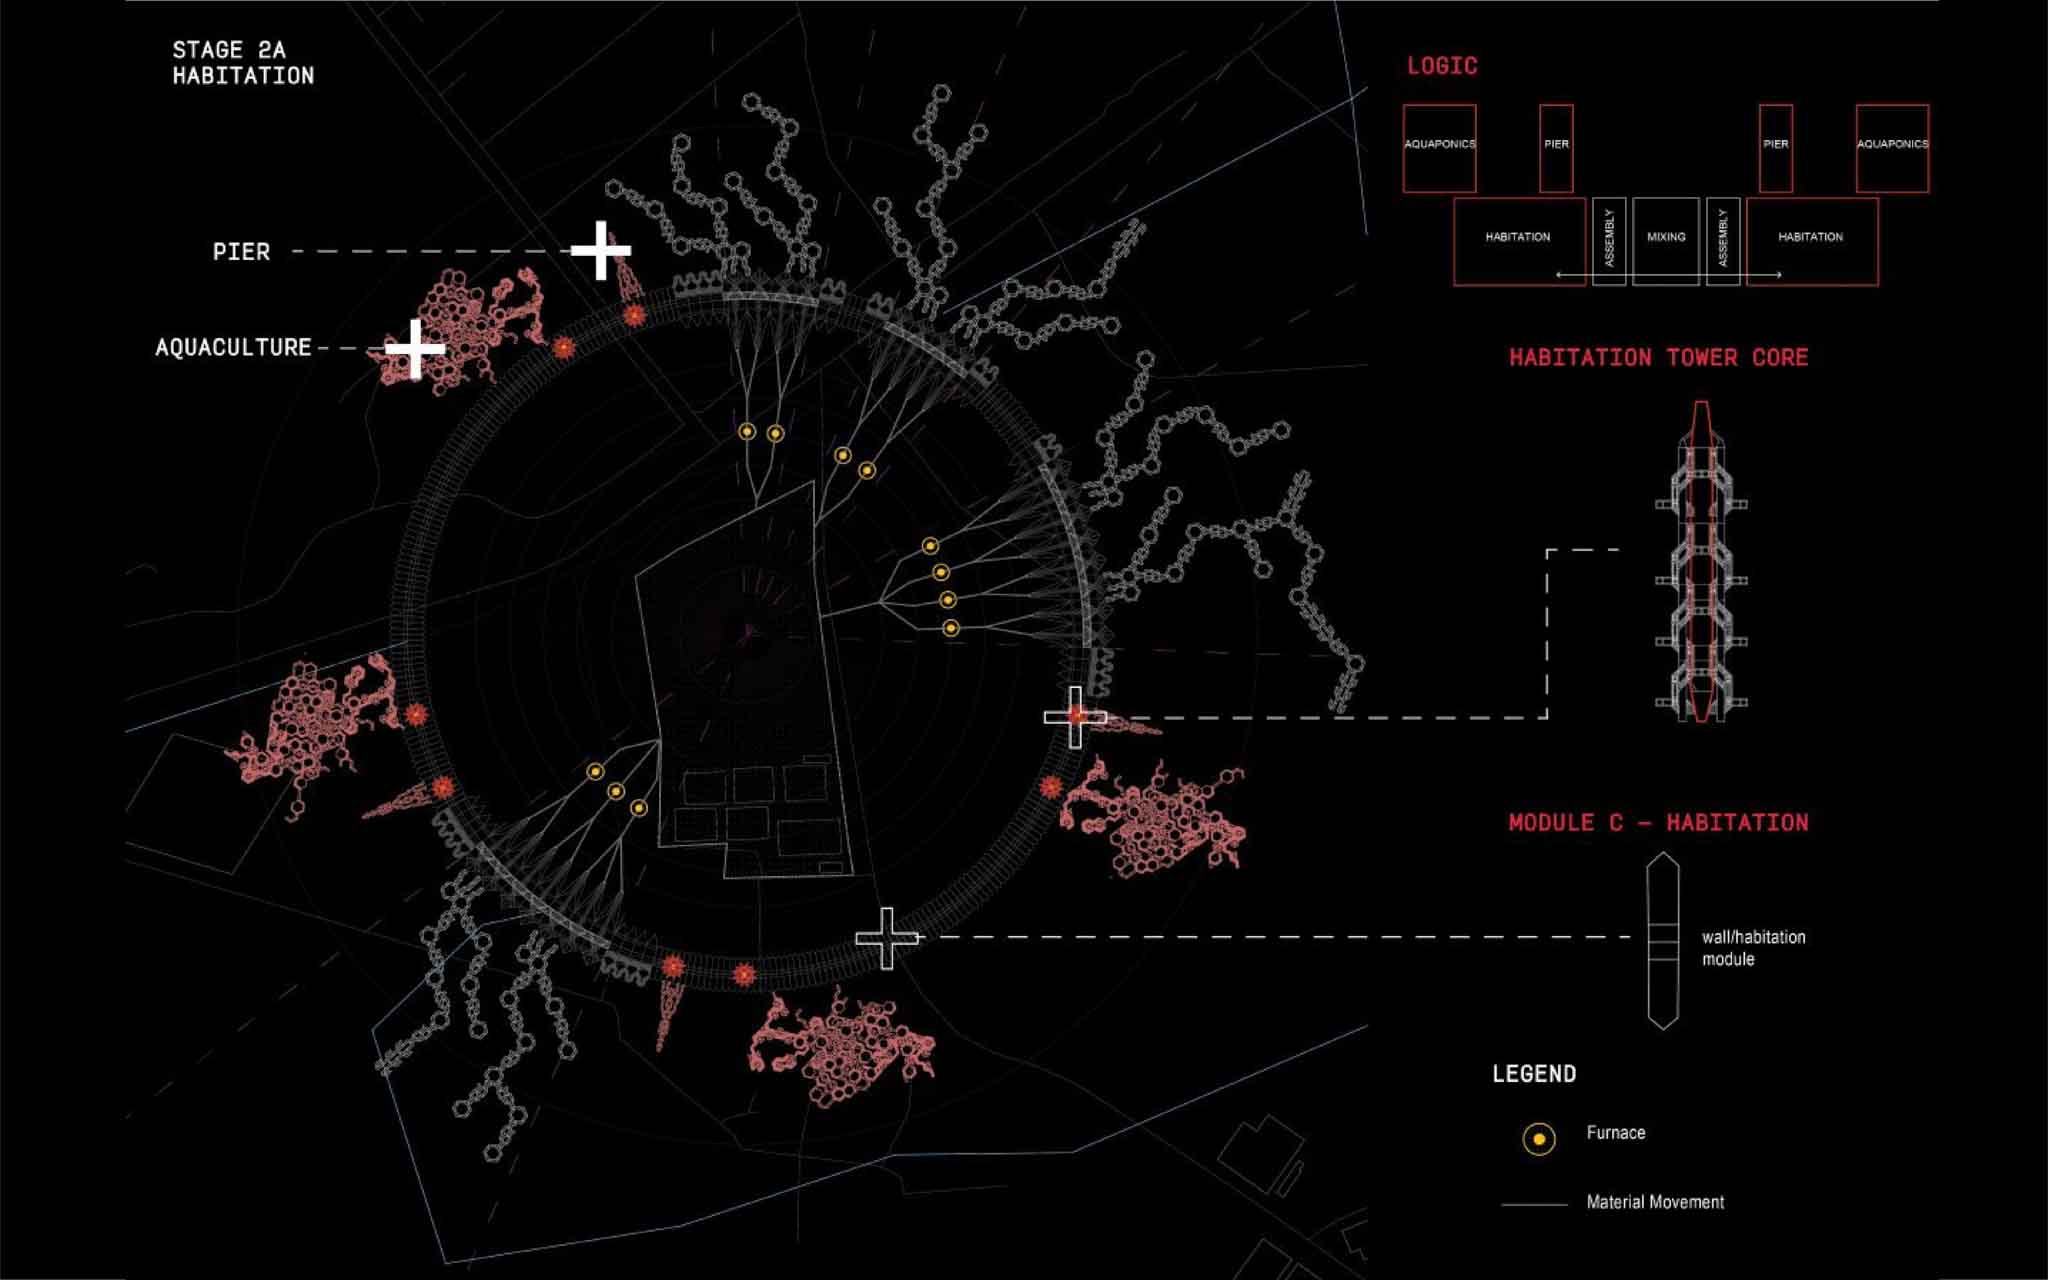 STAGE 2A
HABITATION
PIER
AQUACULTURE
LOGIC
AQUAPONICS
PIER
PIER
AQUAPONICS
HABITATION
ASSEMBLY
MIXING
ASSEMBLY
HABITATION
HABITATION TOWER CORE
MODULE C – HABITATION
wall/habitation
module
LEGEND
Furnace
Material Movement